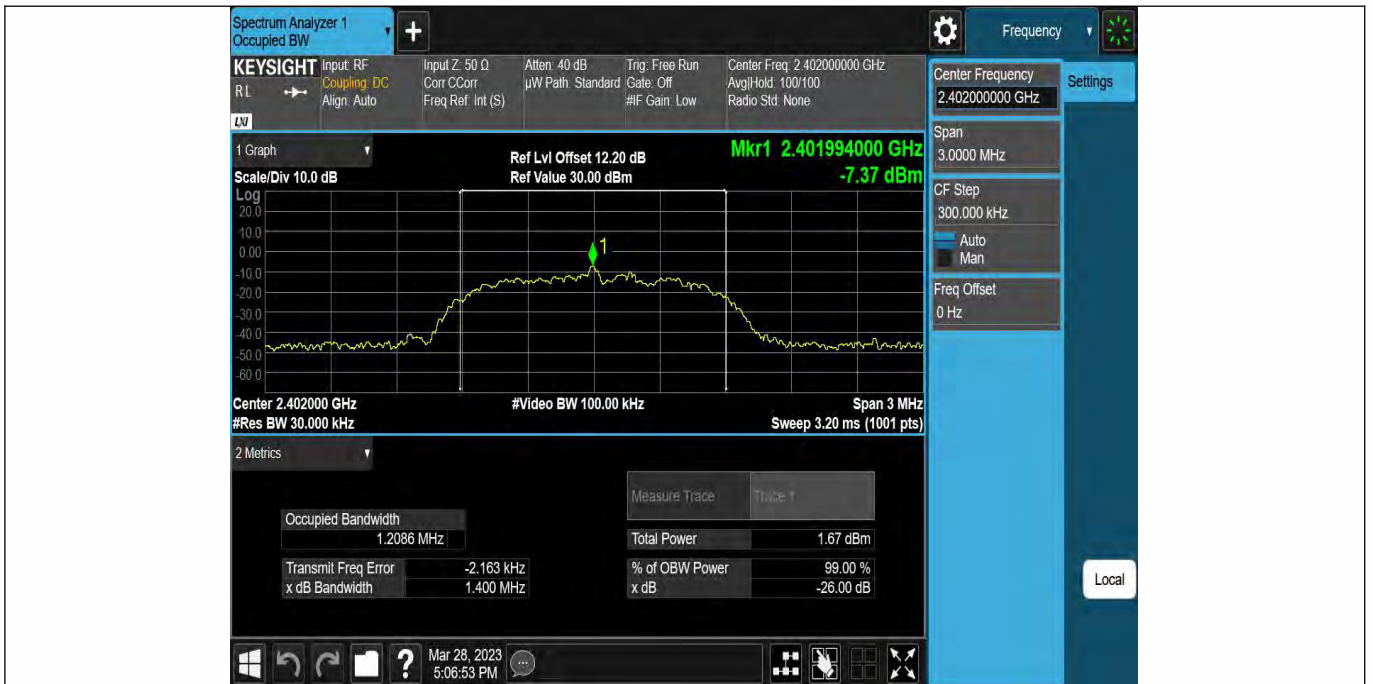 Spectrum Analyzer 1
Occupied BW
+
Frequency
KEYSIGHT
R L
LXI
Input: RF
Coupling: DC
Align: Auto
Input Z: 50 Ω
Corr CCorr
Freq Ref: Int (S)
Atten: 40 dB
µW Path: Standard
Trig: Free Run
Gate: Off
#IF Gain: Low
Center Freq: 2.402000000 GHz
Avg|Hold: 100/100
Radio Std: None
Center Frequency
2.402000000 GHz
Settings
Span
3.0000 MHz
CF Step
300.000 kHz
Auto
Man
Freq Offset
0 Hz
1 Graph
Scale/Div 10.0 dB
Ref Lvl Offset 12.20 dB
Ref Value 30.00 dBm
Mkr1 2.401994000 GHz
-7.37 dBm
Log
20.0
10.0
0.00
-10.0
-20.0
-30.0
-40.0
-50.0
-60.0
1
Center 2.402000 GHz
#Video BW 100.00 kHz
Span 3 MHz
#Res BW 30.000 kHz
Sweep 3.20 ms (1001 pts)
2 Metrics
Measure Trace
Trace 1
Occupied Bandwidth
1.2086 MHz
Total Power 1.67 dBm
Transmit Freq Error -2.163 kHz
% of OBW Power 99.00 %
x dB Bandwidth 1.400 MHz
x dB -26.00 dB
Local
?
Mar 28, 2023
5:06:53 PM